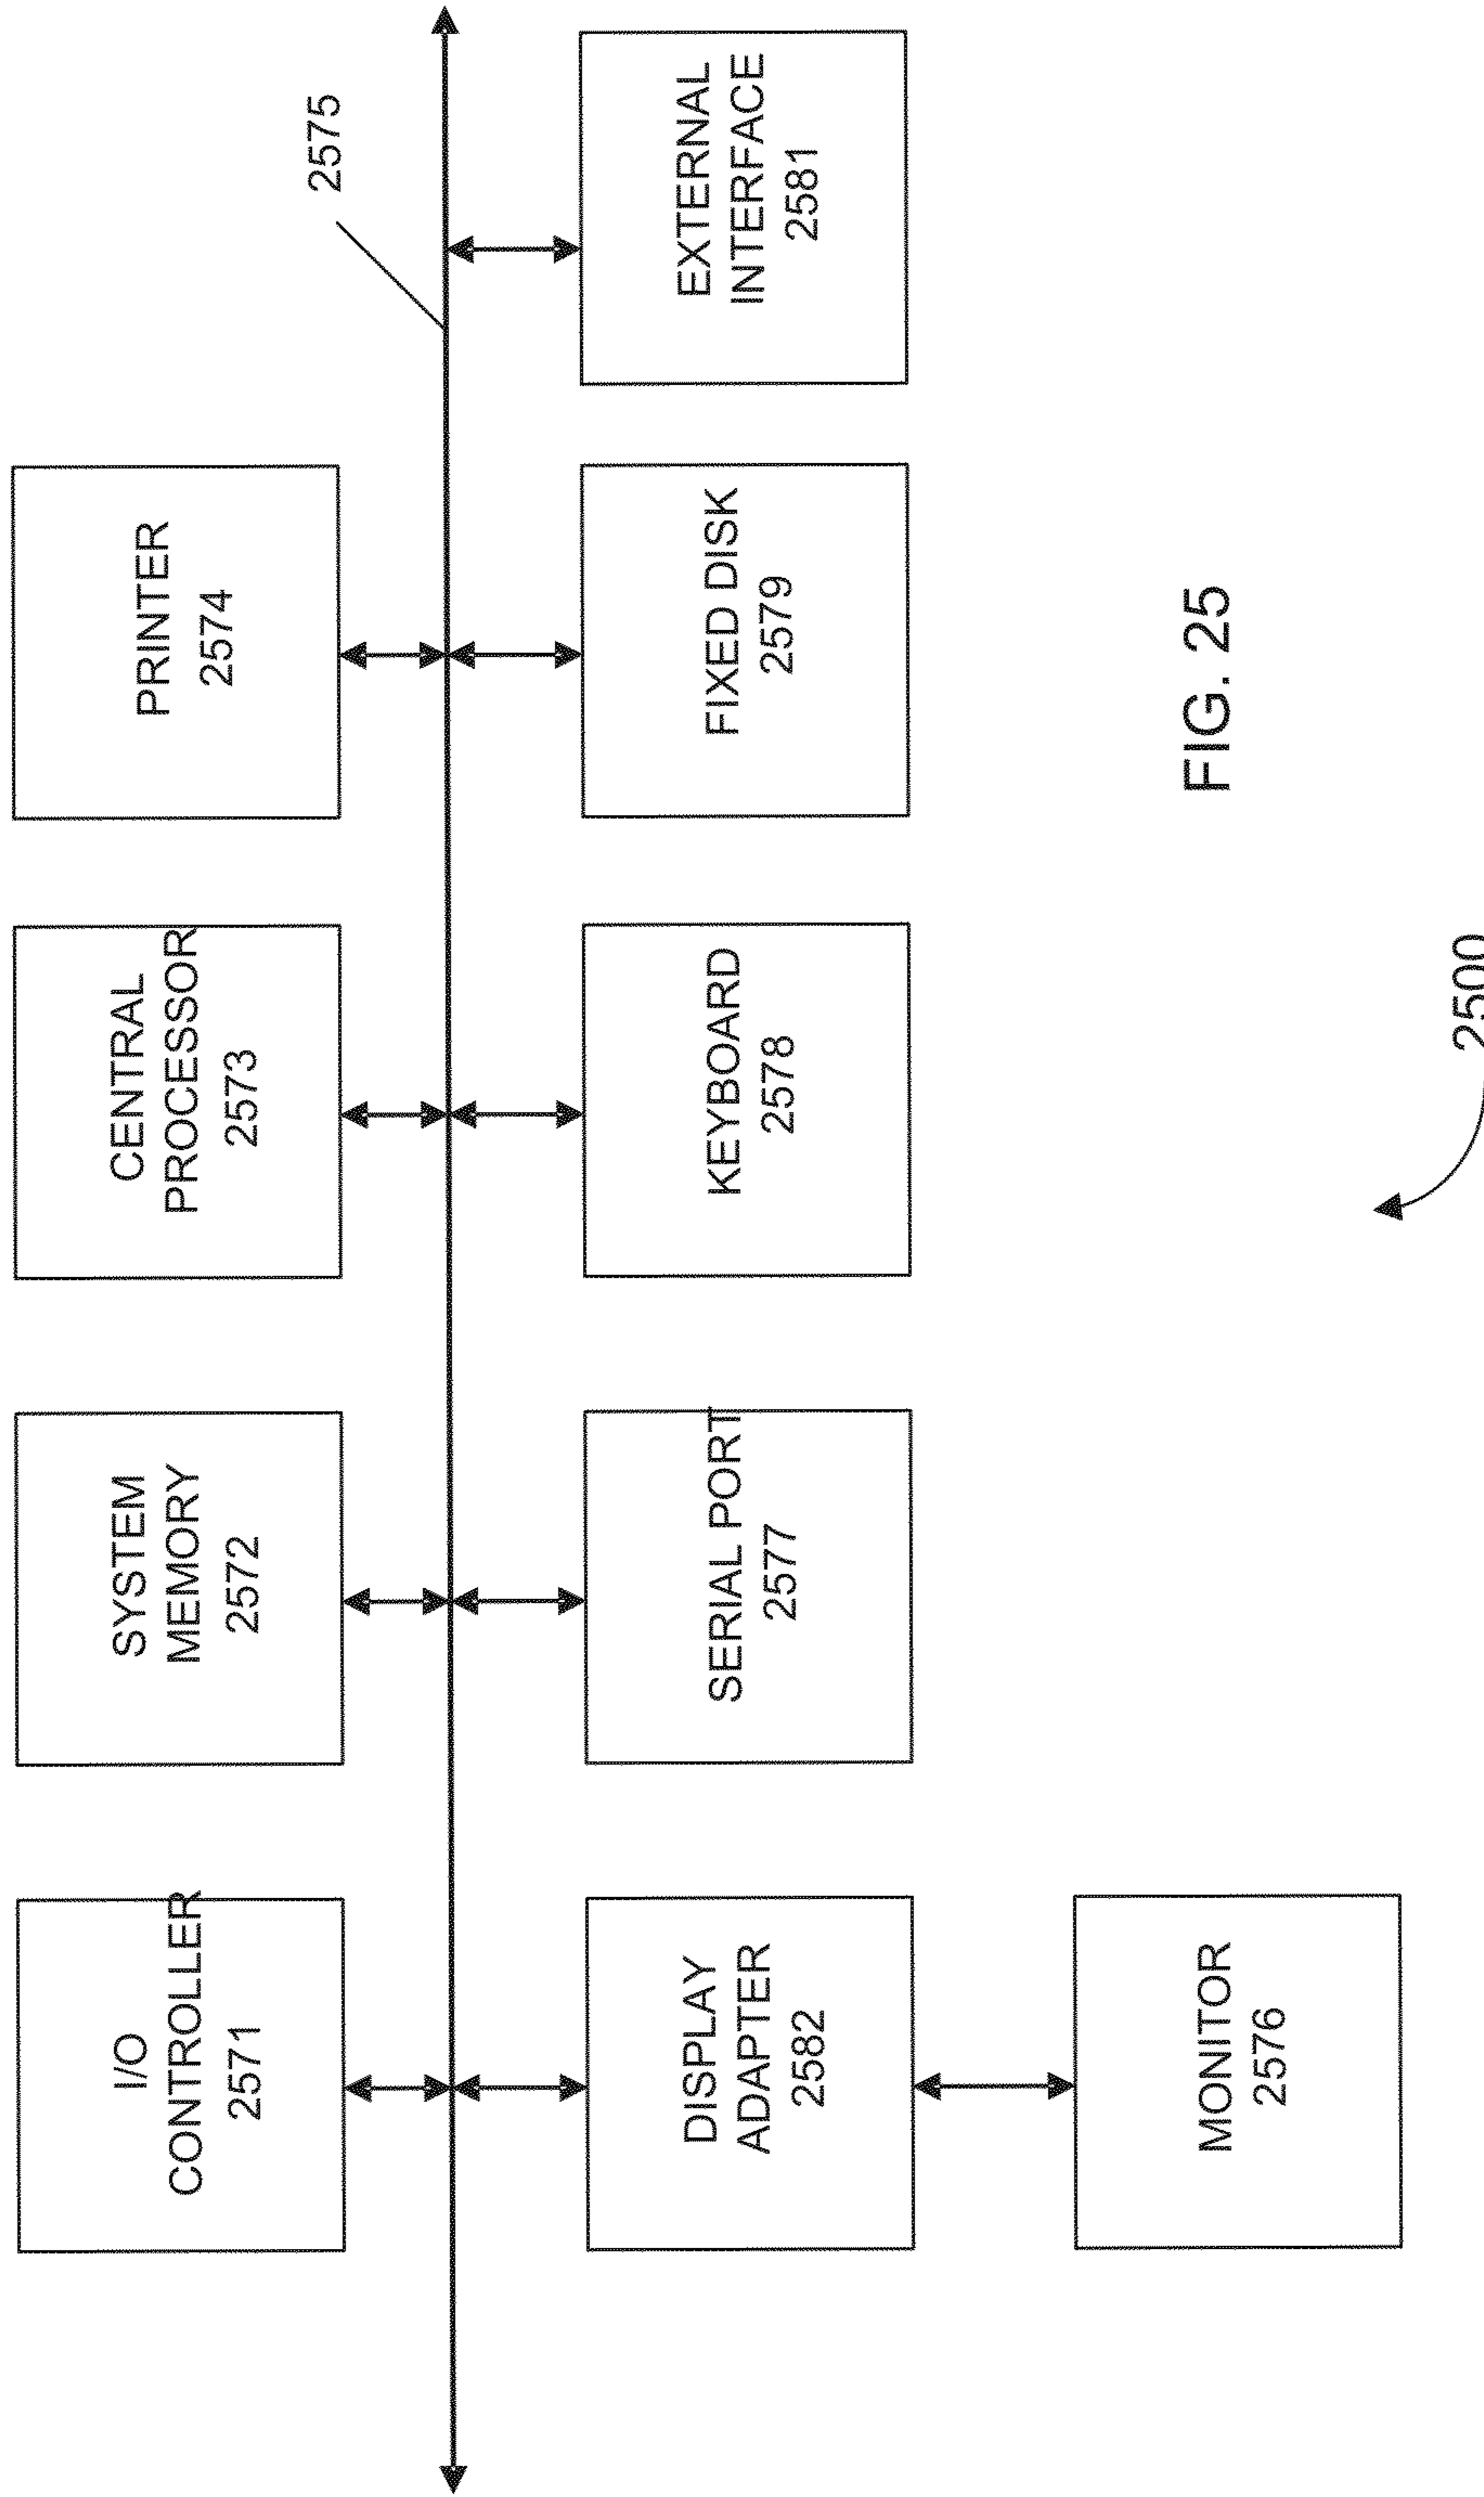 I/O
CONTROLLER
2571
SYSTEM
MEMORY
2572
CENTRAL
PROCESSOR
2573
PRINTER
2574
2575
DISPLAY
ADAPTER
2582
SERIAL PORT
2577
KEYBOARD
2578
FIXED DISK
2579
EXTERNAL
INTERFACE
2581
MONITOR
2576
FIG. 25
2500